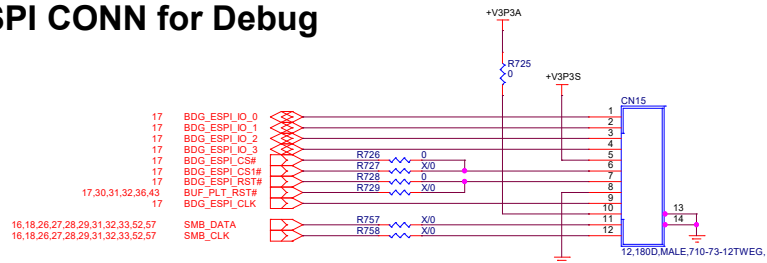 SPI CONN for Debug
+V3P3A
R725
0
+V3P3S
CN15
17 BDG_ESPI_IO_0 1
17 BDG_ESPI_IO_1 2
17 BDG_ESPI_IO_2 3
17 BDG_ESPI_IO_3 4
17 BDG_ESPI_CS# R726 0 5
17 BDG_ESPI_CS1# R727 X/0 6
17 BDG_ESPI_RST# R728 0 7
17,30,31,32,36,43 BUF_PLT_RST# R729 X/0 8
17 BDG_ESPI_CLK 9
10 13
16,18,26,27,28,29,31,32,33,52,57 SMB_DATA R757 X/0 11 14
16,18,26,27,28,29,31,32,33,52,57 SMB_CLK R758 X/0 12
12,180D,MALE,710-73-12TWEG,